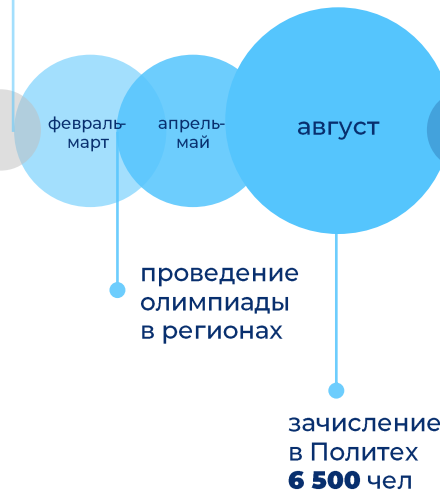 февраль-
март
апрель-
май
август
проведение
олимпиады
в регионах
зачисление
в Политех
6 500 чел